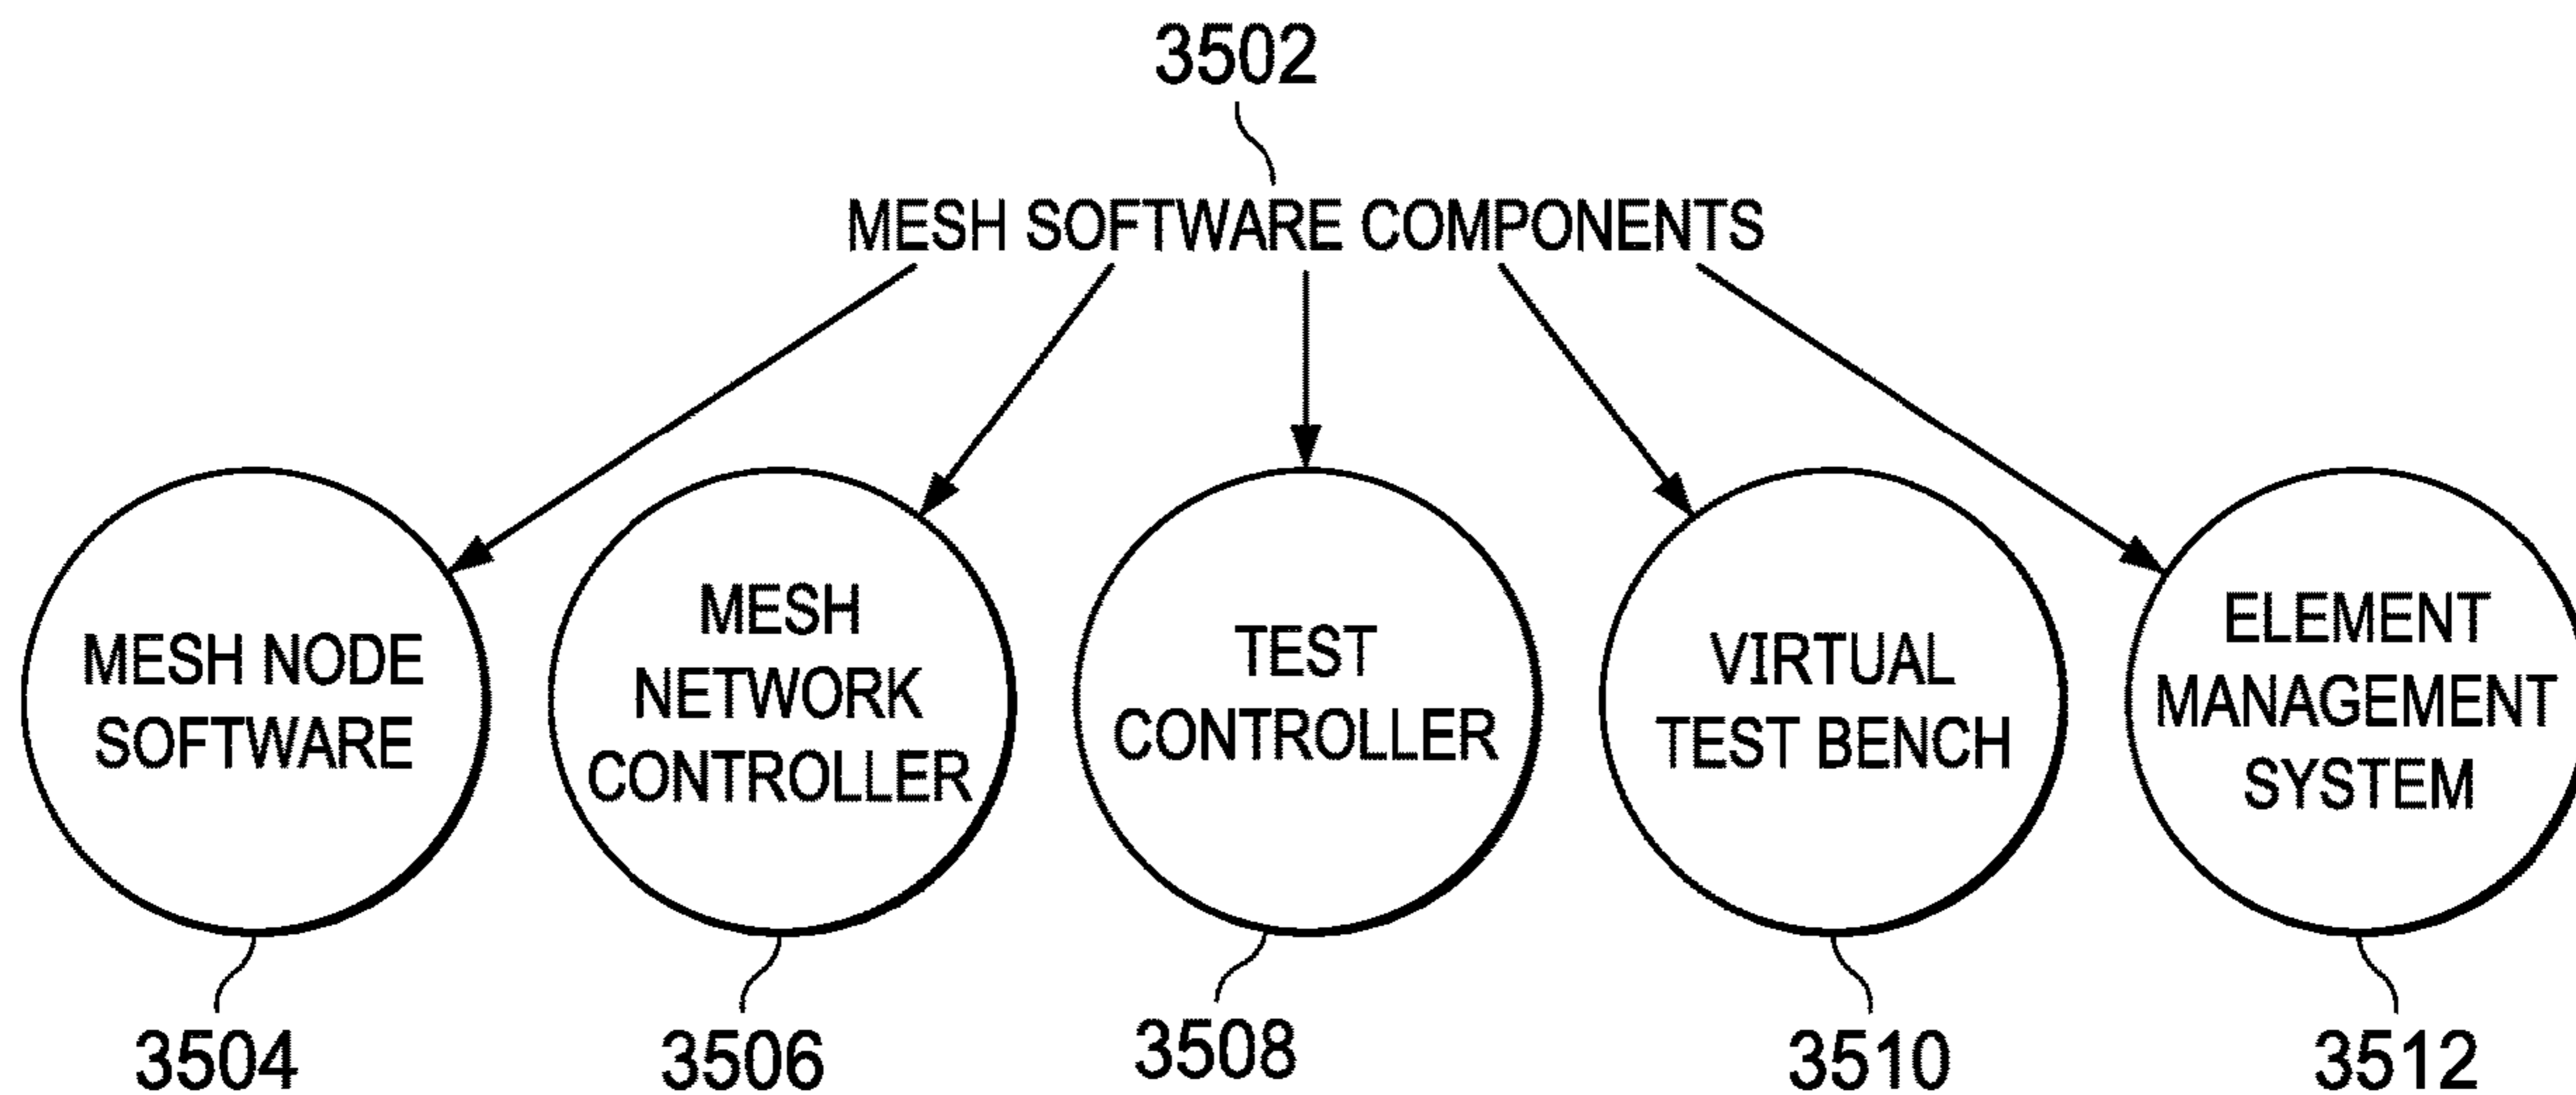 3502
MESH SOFTWARE COMPONENTS
MESH NODE
SOFTWARE
MESH
NETWORK
CONTROLLER
TEST
CONTROLLER
VIRTUAL
TEST BENCH
ELEMENT
MANAGEMENT
SYSTEM
3504
3506
3508
3510
3512